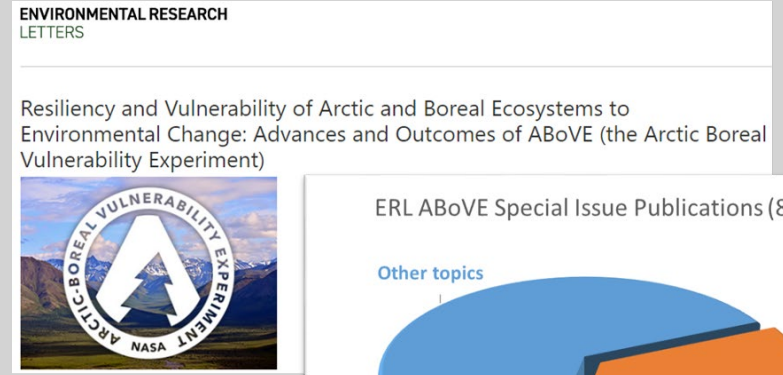 ENVIRONMENTAL RESEARCH
LETTERS
Resiliency and Vulnerability of Arctic and Boreal Ecosystems to
Environmental Change: Advances and Outcomes of ABoVE (the Arctic Boreal
Vulnerability Experiment)
ARCTIC-BOREAL VULNERABILITY EXPERIMENT
NASA
ERL ABoVE Special Issue Publications (8
Other topics